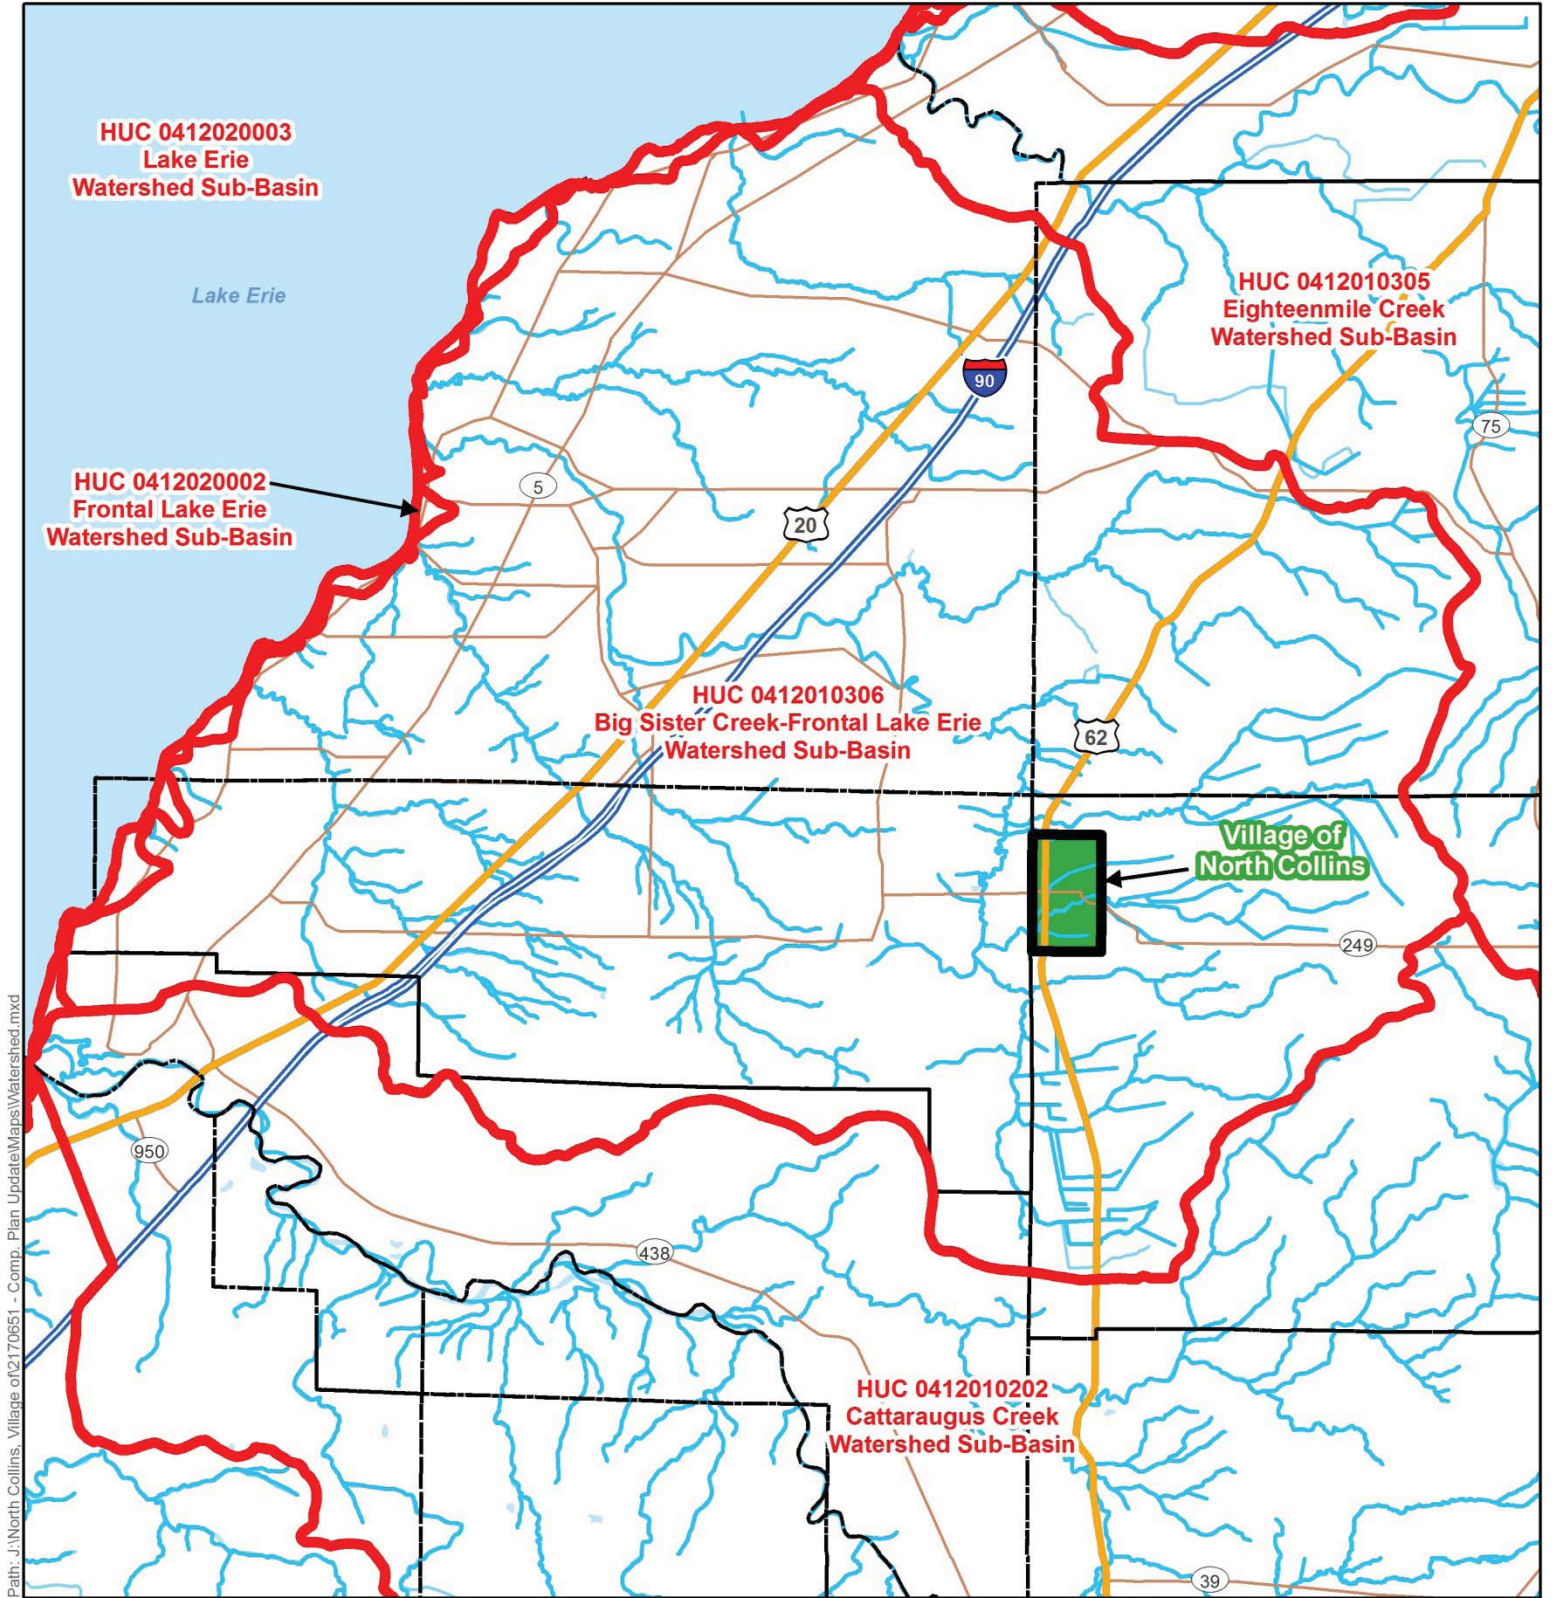 HUC 0412020003
Lake Erie
Watershed Sub-Basin
Lake Erie
HUC 0412010305
Eighteenmile Creek
Watershed Sub-Basin
90
75
HUC 0412020002
Frontal Lake Erie
Watershed Sub-Basin
5
20
HUC 0412010306
Big Sister Creek-Frontal Lake Erie
Watershed Sub-Basin
62
Village of
North Collins
249
950
438
HUC 0412010202
Cattaraugus Creek
Watershed Sub-Basin
39
Path: J:\North Collins, Village of\2170651 - Comp. Plan Update\Maps\Watershed.mxd